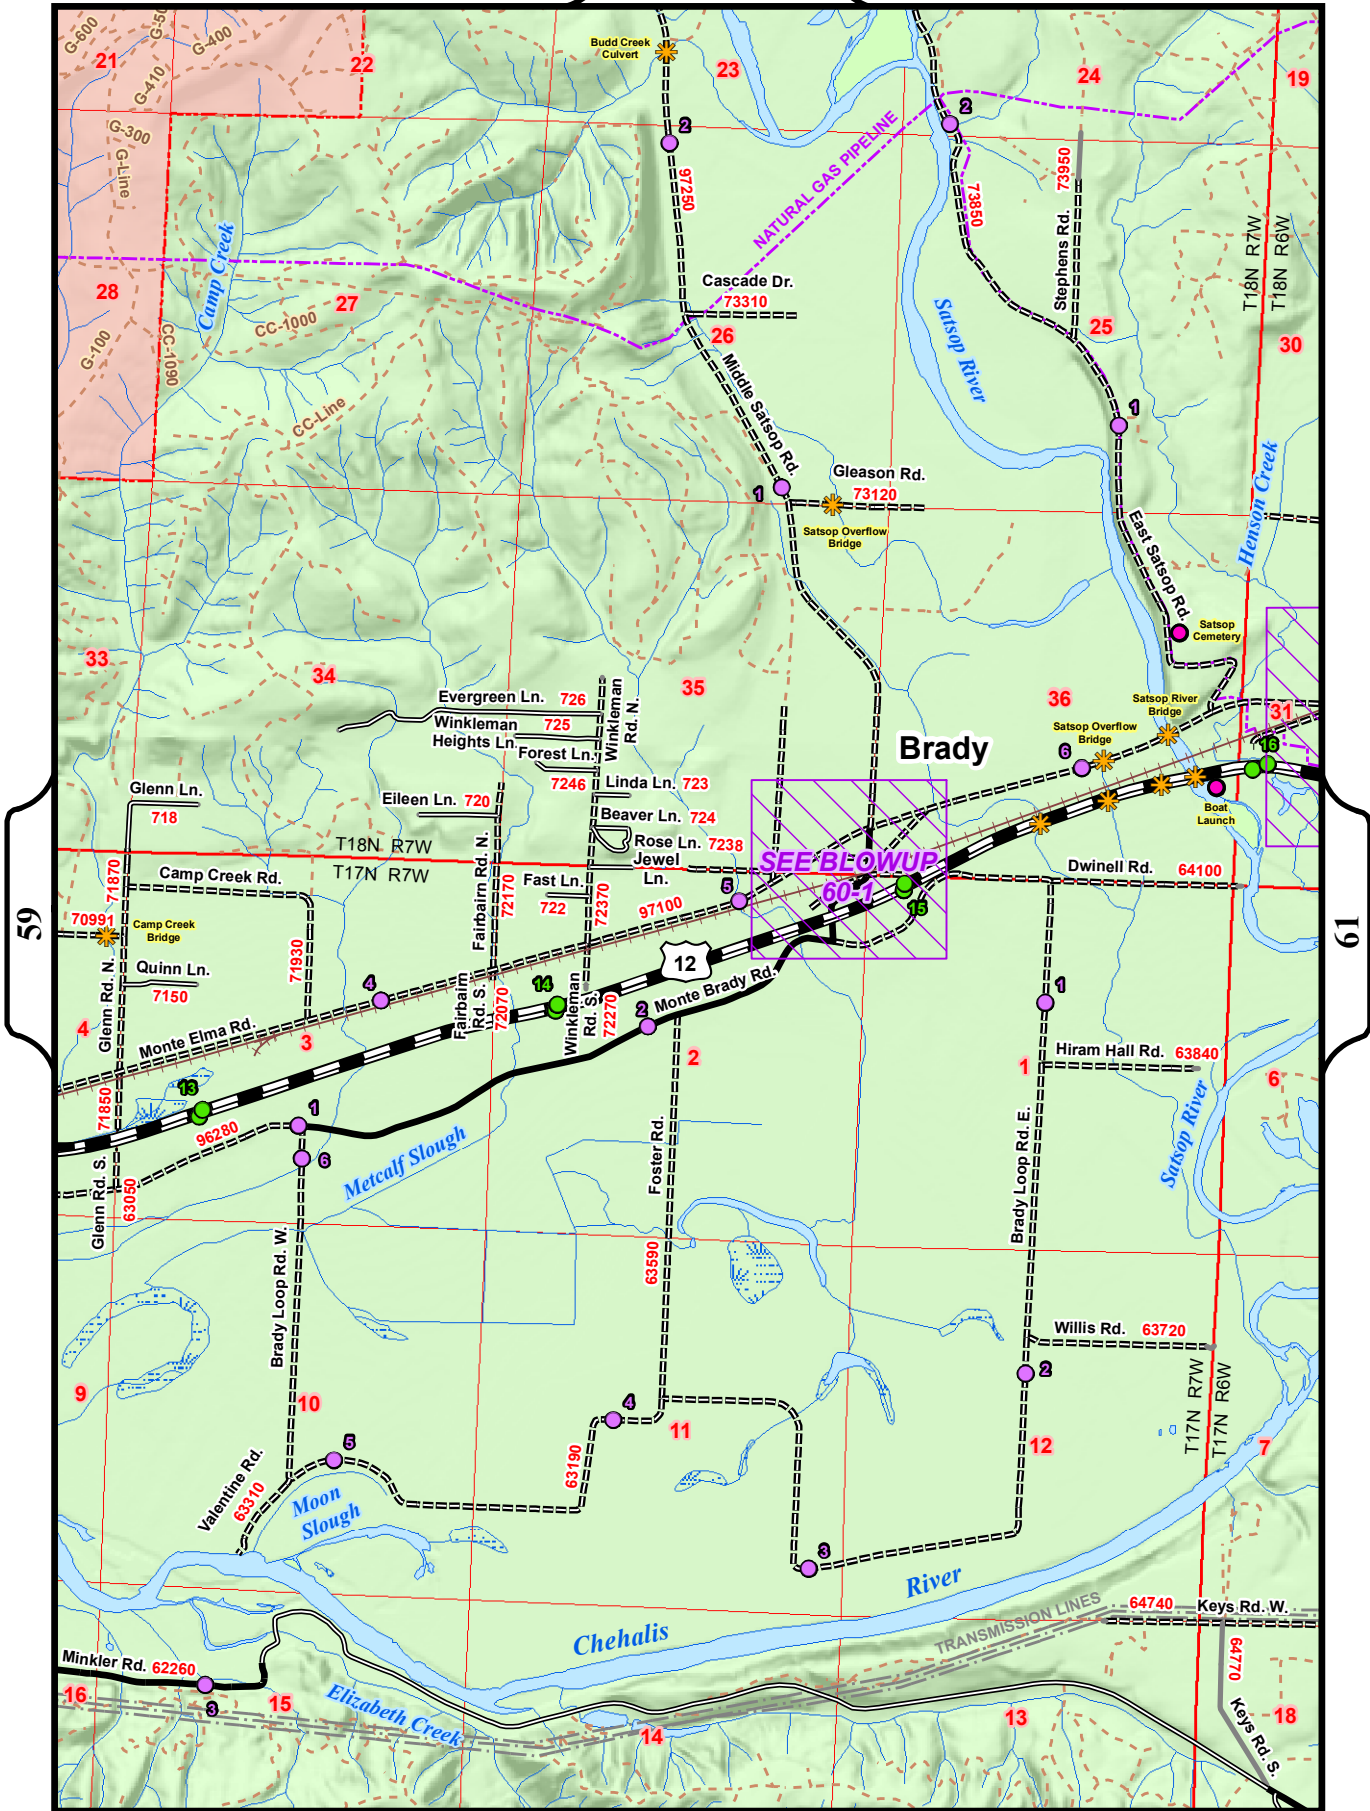 G-600
G-50
G-400
21
22
G-410
G-300
G-Line
Budd Creek
Culvert
23
24
19
2
2
97250
NATURAL GAS PIPELINE
73850
73950
Stephens Rd.
T18N R7W
T18N R6W
Camp Creek
28
27
CC-1000
G-100
CC-1090
CC-Line
Cascade Dr.
73310
26
25
30
Satsop River
Middle Satsop Rd.
1
1
Gleason Rd.
73120
Satsop Overflow
Bridge
East Satsop Rd.
Henson Creek
Satsop
Cemetery
33
34
35
36
31
Evergreen Ln. 726
Winkleman
Heights Ln.
725
Forest Ln.
7246
Winkleman
Rd. N.
Linda Ln. 723
Beaver Ln. 724
Rose Ln. 7238
Jewel
Ln.
Brady
Satsop River
Bridge
Satsop Overflow
Bridge
6
16
Boat
Launch
Glenn Ln.
718
Eileen Ln. 720
T18N R7W
T17N R7W
71870
Camp Creek Rd.
Fairbairn Rd. N.
72170
Fast Ln.
722
72370
97100
5
SEE BLOWUP
60-1
15
Dwinell Rd. 64100
59
61
70991
Camp Creek
Bridge
71930
Quinn Ln.
7150
Glenn Rd. N.
4
4
Monte Elma Rd.
3
Fairbairn
Rd. S.
72070
14
Winkleman
Rd. S.
72270
12
2
Monte Brady Rd.
2
1
1
Hiram Hall Rd. 63840
6
13
71850
96280
1
6
Metcalf Slough
Glenn Rd. S.
63050
Foster Rd.
63590
Brady Loop Rd. E.
Satsop River
Brady Loop Rd. W.
Willis Rd. 63720
2
T17N R7W
T17N R6W
9
10
4
11
12
7
5
63190
Valentine Rd.
63310
Moon
Slough
3
River
Chehalis
TRANSMISSION LINES
64740
Keys Rd. W.
64770
Keys Rd. S.
Minkler Rd. 62260
3
16
15
Elizabeth Creek
14
13
18